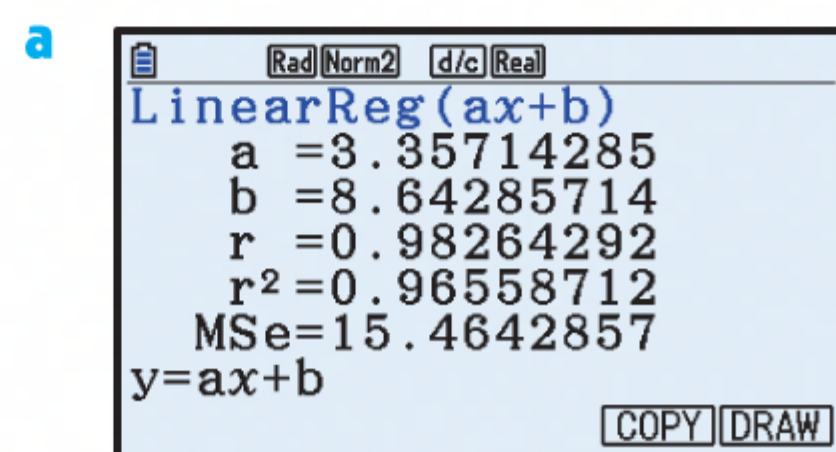 a
Rad Norm2 d/c Real
LinearReg(ax+b)
a =3.35714285
b =8.64285714
r =0.98264292
r²=0.96558712
MSe=15.4642857
y=ax+b
COPY DRAW